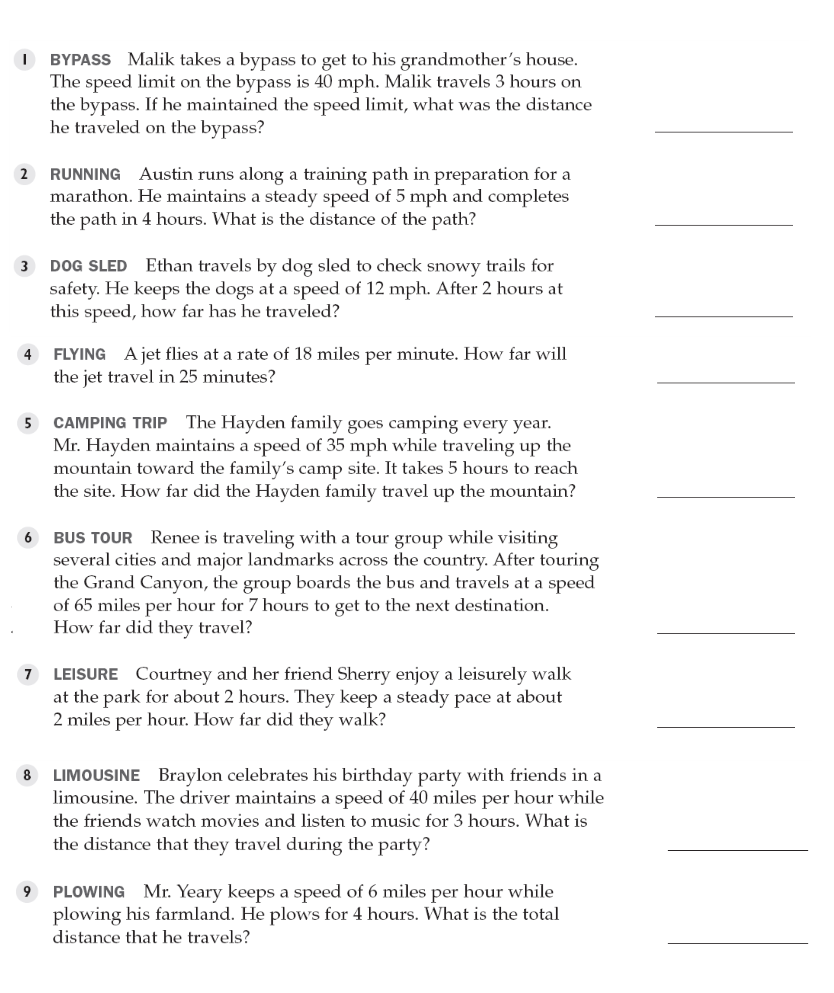 1 BYPASS Malik takes a bypass to get to his grandmother's house.
The speed limit on the bypass is 40 mph. Malik travels 3 hours on
the bypass. If he maintained the speed limit, what was the distance
he traveled on the bypass?
2 RUNNING Austin runs along a training path in preparation for a
marathon. He maintains a steady speed of 5 mph and completes
the path in 4 hours. What is the distance of the path?
3 DOG SLED Ethan travels by dog sled to check snowy trails for
safety. He keeps the dogs at a speed of 12 mph. After 2 hours at
this speed, how far has he traveled?
4 FLYING A jet flies at a rate of 18 miles per minute. How far will
the jet travel in 25 minutes?
5 CAMPING TRIP The Hayden family goes camping every year.
Mr. Hayden maintains a speed of 35 mph while traveling up the
mountain toward the family's camp site. It takes 5 hours to reach
the site. How far did the Hayden family travel up the mountain?
6 BUS TOUR Renee is traveling with a tour group while visiting
several cities and major landmarks across the country. After touring
the Grand Canyon, the group boards the bus and travels at a speed
of 65 miles per hour for 7 hours to get to the next destination.
How far did they travel?
7 LEISURE Courtney and her friend Sherry enjoy a leisurely walk
at the park for about 2 hours. They keep a steady pace at about
2 miles per hour. How far did they walk?
8 LIMOUSINE Braylon celebrates his birthday party with friends in a
limousine. The driver maintains a speed of 40 miles per hour while
the friends watch movies and listen to music for 3 hours. What is
the distance that they travel during the party?
9 PLOWING Mr. Yeary keeps a speed of 6 miles per hour while
plowing his farmland. He plows for 4 hours. What is the total
distance that he travels?